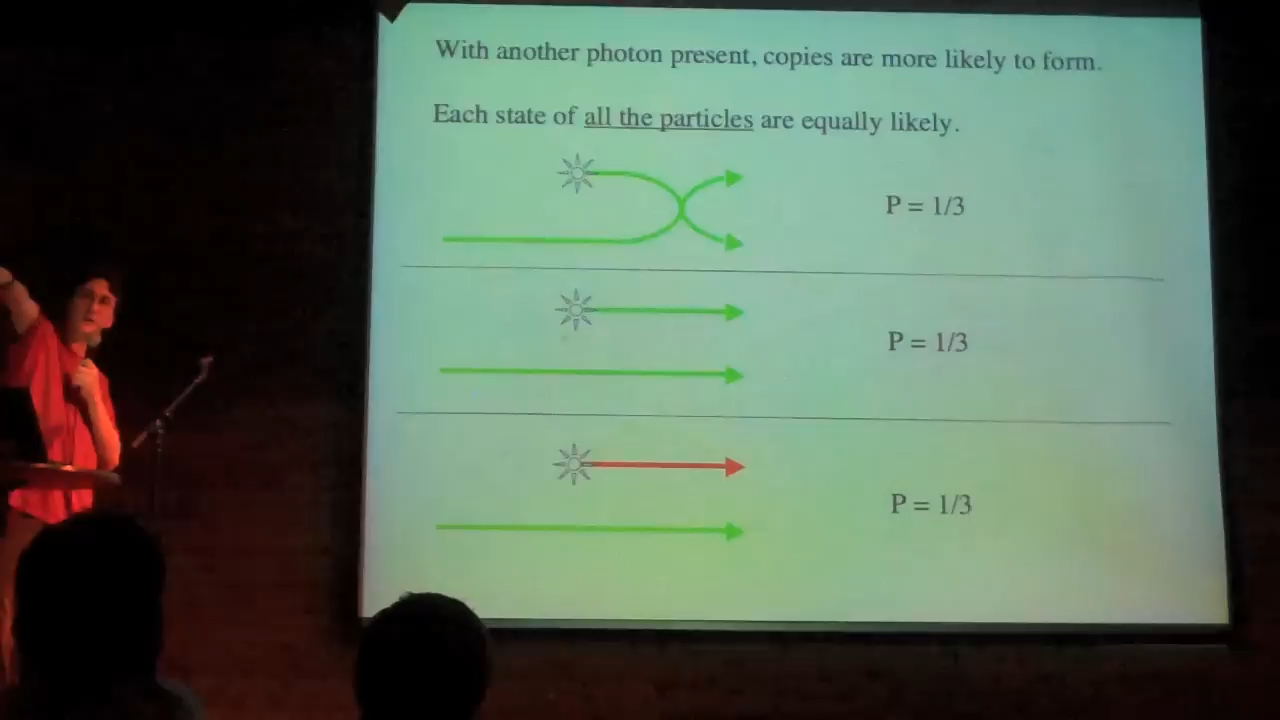 With another photon present, copies are more likely to form.
Each state of all the particles are equally likely.
P = 1/3
P = 1/3
P = 1/3